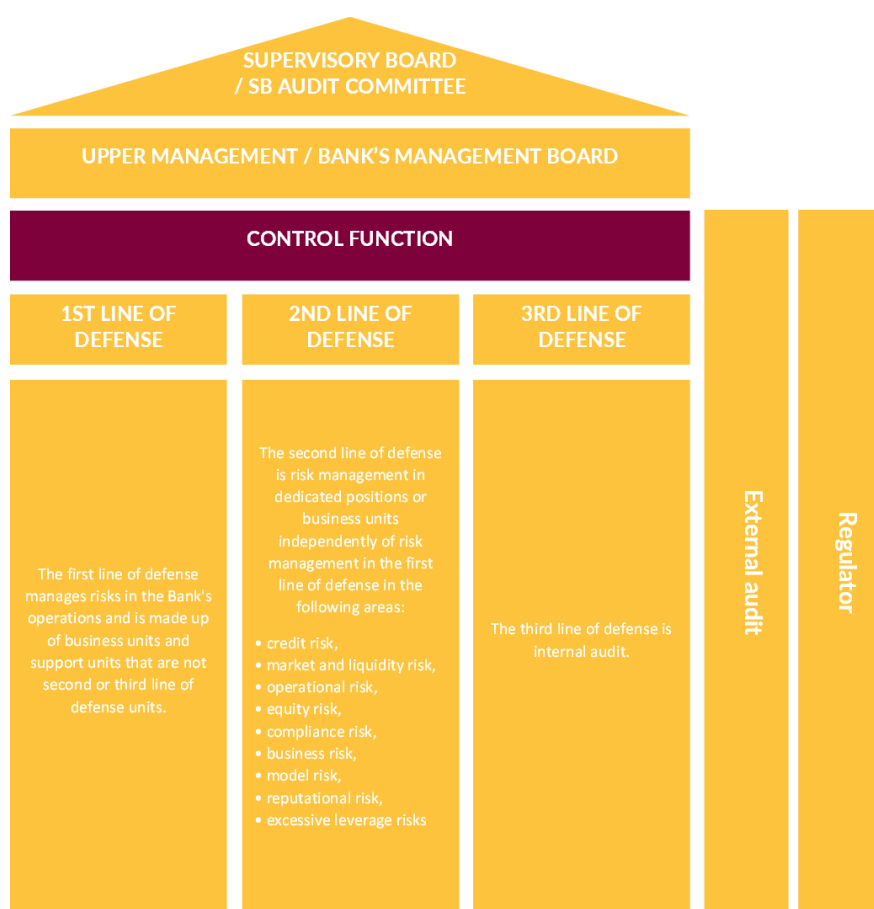 SUPERVISORY BOARD
/ SB AUDIT COMMITTEE
UPPER MANAGEMENT / BANK'S MANAGEMENT BOARD
CONTROL FUNCTION
1ST LINE OF
DEFENSE
The first line of defense
manages risks in the Bank's
operations and is made up
of business units and
support units that are not
second or third line of
defense units.
2ND LINE OF
DEFENSE
The second line of defense
is risk management in
dedicated positions or
business units
independently of risk
management in the first
line of defense in the
following areas:
• credit risk,
• market and liquidity risk,
• operational risk,
• equity risk,
• compliance risk,
• business risk,
• model risk,
• reputational risk,
• excessive leverage risks
3RD LINE OF
DEFENSE
The third line of defense is
internal audit.
External audit
Regulator